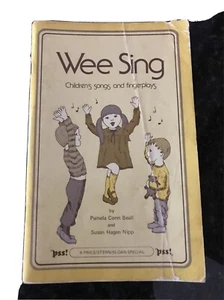 Wee Sing
Children's songs and fingerplays
by
Pamela Conn Beall
and
Susan Hagen Nipp
pss!
A PRICE/STERN/SLOAN SPECIAL
pss!